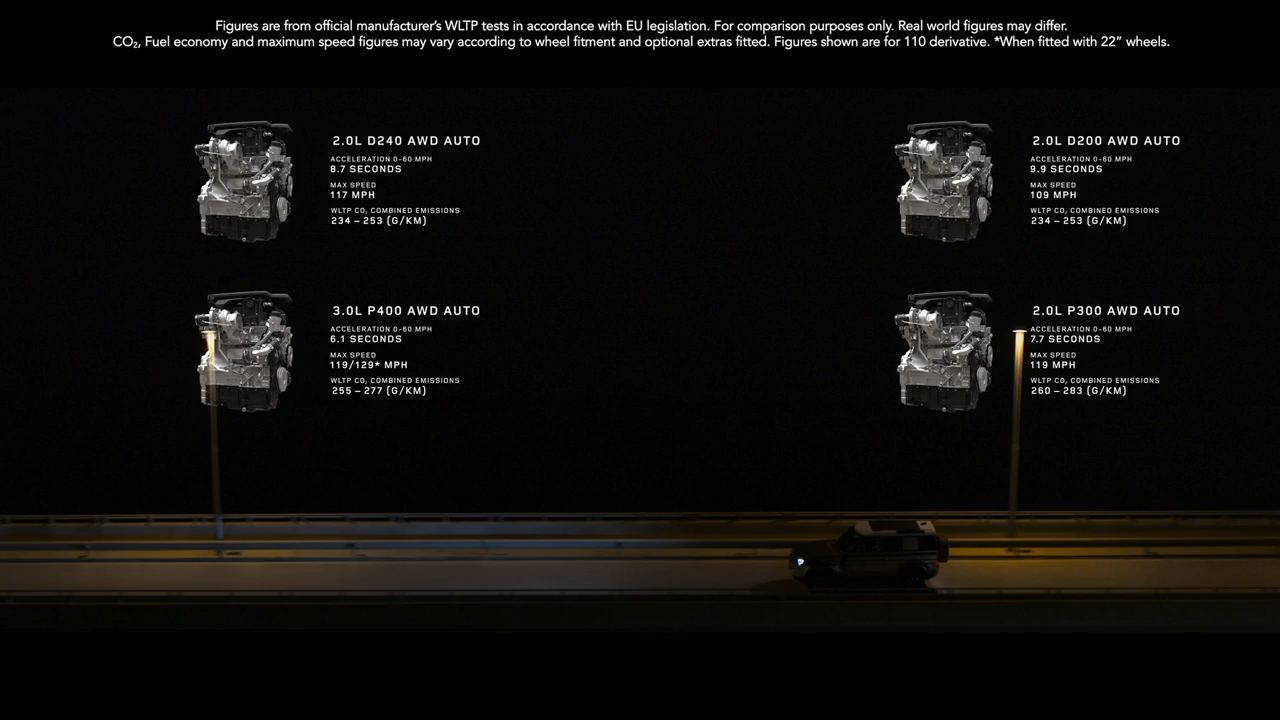 Figures are from official manufacturer's WLTP tests in accordance with EU legislation. For comparison purposes only. Real world figures may differ.
CO₂, Fuel economy and maximum speed figures may vary according to wheel fitment and optional extras fitted. Figures shown are for 110 derivative. *When fitted with 22" wheels.
2.0L D240 AWD AUTO
ACCELERATION 0-60 MPH
8.7 SECONDS
MAX SPEED
117 MPH
WLTP CO₂ COMBINED EMISSIONS
234 – 253 (G/KM)
2.0L D200 AWD AUTO
ACCELERATION 0-60 MPH
9.9 SECONDS
MAX SPEED
109 MPH
WLTP CO₂ COMBINED EMISSIONS
234 – 253 (G/KM)
3.0L P400 AWD AUTO
ACCELERATION 0-60 MPH
6.1 SECONDS
MAX SPEED
119/129* MPH
WLTP CO₂ COMBINED EMISSIONS
255 – 277 (G/KM)
2.0L P300 AWD AUTO
ACCELERATION 0-60 MPH
7.7 SECONDS
MAX SPEED
119 MPH
WLTP CO₂ COMBINED EMISSIONS
260 – 283 (G/KM)